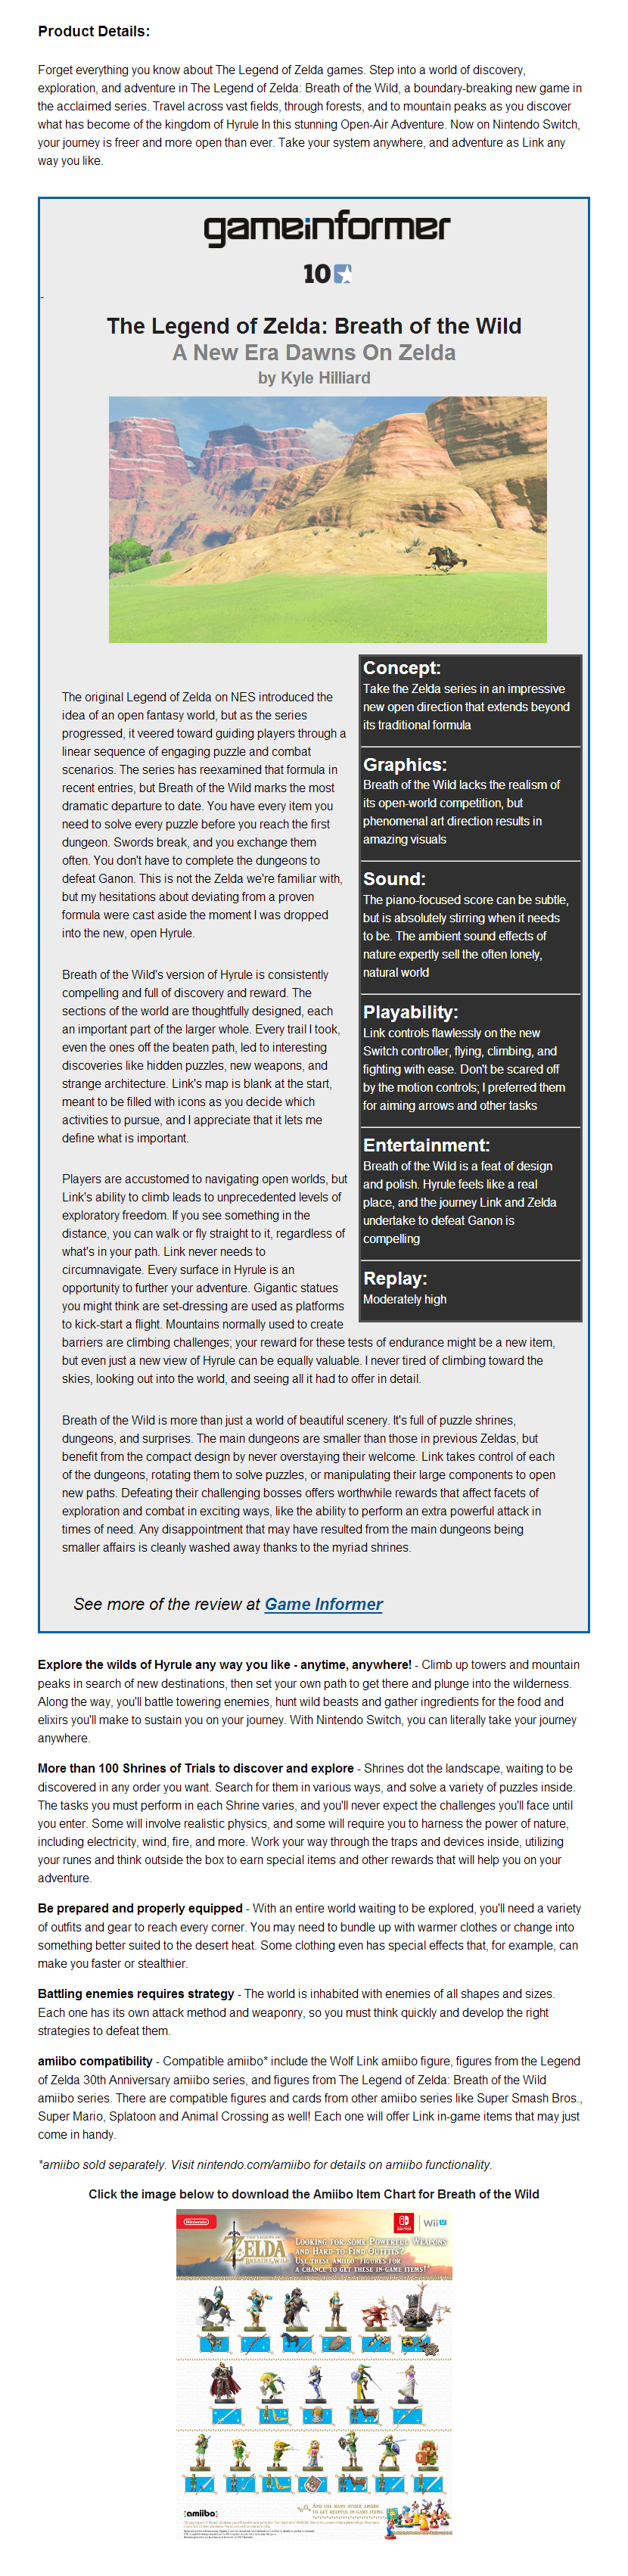 Product Details:
Forget everything you know about The Legend of Zelda games. Step into a world of discovery,
exploration, and adventure in The Legend of Zelda: Breath of the Wild, a boundary-breaking new game in
the acclaimed series. Travel across vast fields, through forests, and to mountain peaks as you discover
what has become of the kingdom of Hyrule In this stunning Open-Air Adventure. Now on Nintendo Switch,
your journey is freer and more open than ever. Take your system anywhere, and adventure as Link any
way you like.
gameinformer
10
The Legend of Zelda: Breath of the Wild
A New Era Dawns On Zelda
by Kyle Hilliard
The original Legend of Zelda on NES introduced the
idea of an open fantasy world, but as the series
progressed, it veered toward guiding players through a
linear sequence of engaging puzzle and combat
scenarios. The series has reexamined that formula in
recent entries, but Breath of the Wild marks the most
dramatic departure to date. You have every item you
need to solve every puzzle before you reach the first
dungeon. Swords break, and you exchange them
often. You don't have to complete the dungeons to
defeat Ganon. This is not the Zelda we're familiar with,
but my hesitations about deviating from a proven
formula were cast aside the moment I was dropped
into the new, open Hyrule.
Breath of the Wild's version of Hyrule is consistently
compelling and full of discovery and reward. The
sections of the world are thoughtfully designed, each
an important part of the larger whole. Every trail I took,
even the ones off the beaten path, led to interesting
discoveries like hidden puzzles, new weapons, and
strange architecture. Link's map is blank at the start,
meant to be filled with icons as you decide which
activities to pursue, and I appreciate that it lets me
define what is important.
Players are accustomed to navigating open worlds, but
Link's ability to climb leads to unprecedented levels of
exploratory freedom. If you see something in the
distance, you can walk or fly straight to it, regardless of
what's in your path. Link never needs to
circumnavigate. Every surface in Hyrule is an
opportunity to further your adventure. Gigantic statues
you might think are set-dressing are used as platforms
to kick-start a flight. Mountains normally used to create
barriers are climbing challenges; your reward for these tests of endurance might be a new item,
but even just a new view of Hyrule can be equally valuable. I never tired of climbing toward the
skies, looking out into the world, and seeing all it had to offer in detail.
Concept:
Take the Zelda series in an impressive
new open direction that extends beyond
its traditional formula
Graphics:
Breath of the Wild lacks the realism of
its open-world competition, but
phenomenal art direction results in
amazing visuals
Sound:
The piano-focused score can be subtle,
but is absolutely stirring when it needs
to be. The ambient sound effects of
nature expertly sell the often lonely,
natural world
Playability:
Link controls flawlessly on the new
Switch controller, flying, climbing, and
fighting with ease. Don't be scared off
by the motion controls; I preferred them
for aiming arrows and other tasks
Entertainment:
Breath of the Wild is a feat of design
and polish. Hyrule feels like a real
place, and the journey Link and Zelda
undertake to defeat Ganon is
compelling
Replay:
Moderately high
Breath of the Wild is more than just a world of beautiful scenery. It's full of puzzle shrines,
dungeons, and surprises. The main dungeons are smaller than those in previous Zeldas, but
benefit from the compact design by never overstaying their welcome. Link takes control of each
of the dungeons, rotating them to solve puzzles, or manipulating their large components to open
new paths. Defeating their challenging bosses offers worthwhile rewards that affect facets of
exploration and combat in exciting ways, like the ability to perform an extra powerful attack in
times of need. Any disappointment that may have resulted from the main dungeons being
smaller affairs is cleanly washed away thanks to the myriad shrines.
See more of the review at Game Informer
Explore the wilds of Hyrule any way you like - anytime, anywhere! - Climb up towers and mountain
peaks in search of new destinations, then set your own path to get there and plunge into the wilderness.
Along the way, you'll battle towering enemies, hunt wild beasts and gather ingredients for the food and
elixirs you'll make to sustain you on your journey. With Nintendo Switch, you can literally take your journey
anywhere.
More than 100 Shrines of Trials to discover and explore - Shrines dot the landscape, waiting to be
discovered in any order you want. Search for them in various ways, and solve a variety of puzzles inside.
The tasks you must perform in each Shrine varies, and you'll never expect the challenges you'll face until
you enter. Some will involve realistic physics, and some will require you to harness the power of nature,
including electricity, wind, fire, and more. Work your way through the traps and devices inside, utilizing
your runes and think outside the box to earn special items and other rewards that will help you on your
adventure.
Be prepared and properly equipped - With an entire world waiting to be explored, you'll need a variety
of outfits and gear to reach every corner. You may need to bundle up with warmer clothes or change into
something better suited to the desert heat. Some clothing even has special effects that, for example, can
make you faster or stealthier.
Battling enemies requires strategy - The world is inhabited with enemies of all shapes and sizes.
Each one has its own attack method and weaponry, so you must think quickly and develop the right
strategies to defeat them.
amiibo compatibility - Compatible amiibo* include the Wolf Link amiibo figure, figures from the Legend
of Zelda 30th Anniversary amiibo series, and figures from The Legend of Zelda: Breath of the Wild
amiibo series. There are compatible figures and cards from other amiibo series like Super Smash Bros.,
Super Mario, Splatoon and Animal Crossing as well! Each one will offer Link in-game items that may just
come in handy.
*amiibo sold separately. Visit nintendo.com/amiibo for details on amiibo functionality.
Click the image below to download the Amiibo Item Chart for Breath of the Wild
Nintendo
WiiU
THE LEGEND OF
ZELDA
BREATH OF THE WILD
LOOKING FOR SOME POWERFUL WEAPONS
AND HARD-TO-FIND OUTFITS?
USE THESE AMIIBO FIGURES FOR
A CHANCE TO GET THESE IN-GAME ITEMS!
amiibo
AND USE MANY OTHER AMIIBO
TO GET HELPFUL IN-GAME ITEMS.